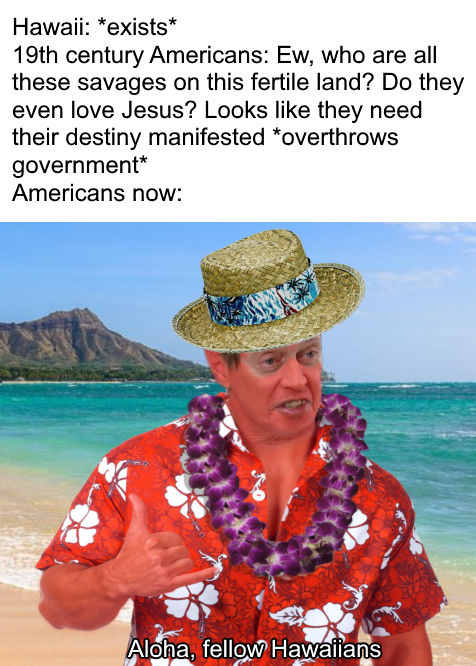 Hawaii: *exists*
19th century Americans: Ew, who are all
these savages on this fertile land? Do they
even love Jesus? Looks like they need
their destiny manifested *overthrows
government*
Americans now:
Aloha, fellow Hawaiians